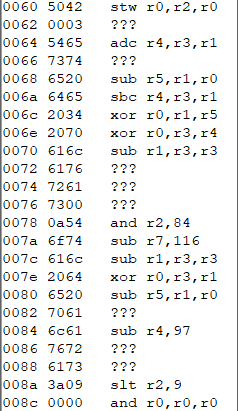 0060 5042 stw r0,r2,r0
0062 0003 ???
0064 5465 adc r4,r3,r1
0066 7374 ???
0068 6520 sub r5,r1,r0
006a 6465 sbc r4,r3,r1
006c 2034 xor r0,r1,r5
006e 2070 xor r0,r3,r4
0070 616c sub r1,r3,r3
0072 6176 ???
0074 7261 ???
0076 7300 ???
0078 0a54 and r2,84
007a 6f74 sub r7,116
007c 616c sub r1,r3,r3
007e 2064 xor r0,r3,r1
0080 6520 sub r5,r1,r0
0082 7061 ???
0084 6c61 sub r4,97
0086 7672 ???
0088 6173 ???
008a 3a09 slt r2,9
008c 0000 and r0,r0,r0